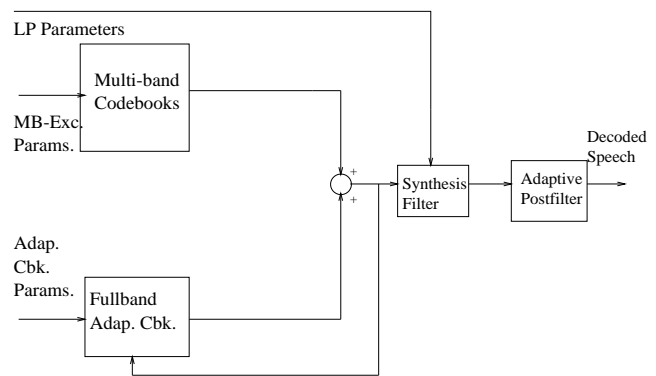 LP Parameters
Multi-band
Codebooks
MB-Exc.
Params.
Decoded
Speech
+
+
Synthesis
Filter
Adaptive
Postfilter
Adap.
Cbk.
Params.
Fullband
Adap. Cbk.